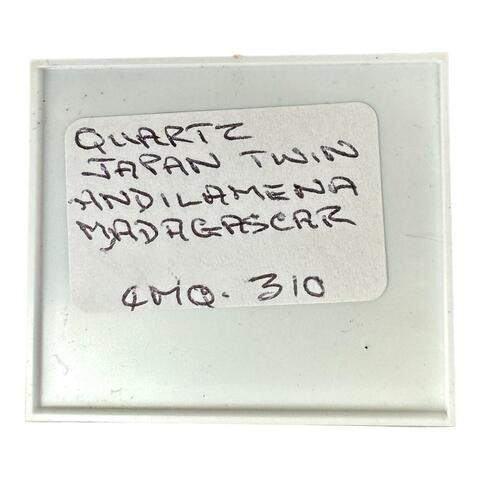 QUARTZ
JAPAN TWIN
ANDILAMENA
MADAGASCAR
4MQ. 310